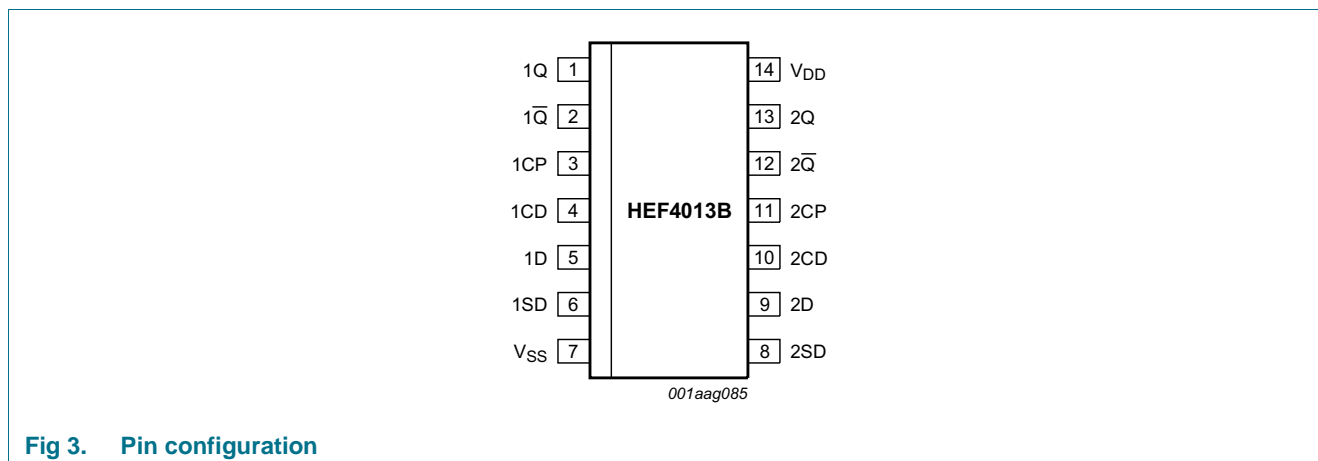 1Q 1 14 VDD
1Q̅ 2 13 2Q
1CP 3 12 2Q̅
1CD 4 HEF4013B 11 2CP
1D 5 10 2CD
1SD 6 9 2D
VSS 7 8 2SD
001aag085
Fig 3. Pin configuration